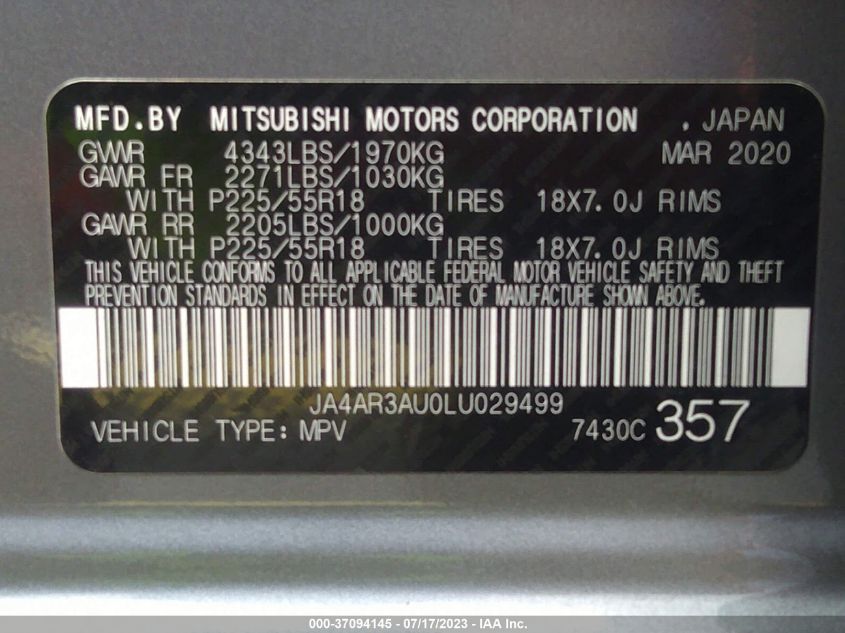 MFD.BY MITSUBISHI MOTORS CORPORATION . JAPAN
GVWR 4343LBS/1970KG MAR 2020
GAWR FR 2271LBS/1030KG
WITH P225/55R18 TIRES 18X7.0J RIMS
GAWR RR 2205LBS/1000KG
WITH P225/55R18 TIRES 18X7.0J RIMS
THIS VEHICLE CONFORMS TO ALL APPLICABLE FEDERAL MOTOR VEHICLE SAFETY AND THEFT
PREVENTION STANDARDS IN EFFECT ON THE DATE OF MANUFACTURE SHOWN ABOVE.
JA4AR3AU0LU029499
VEHICLE TYPE: MPV 7430C 357
000-37094145 - 07/17/2023 - IAA Inc.